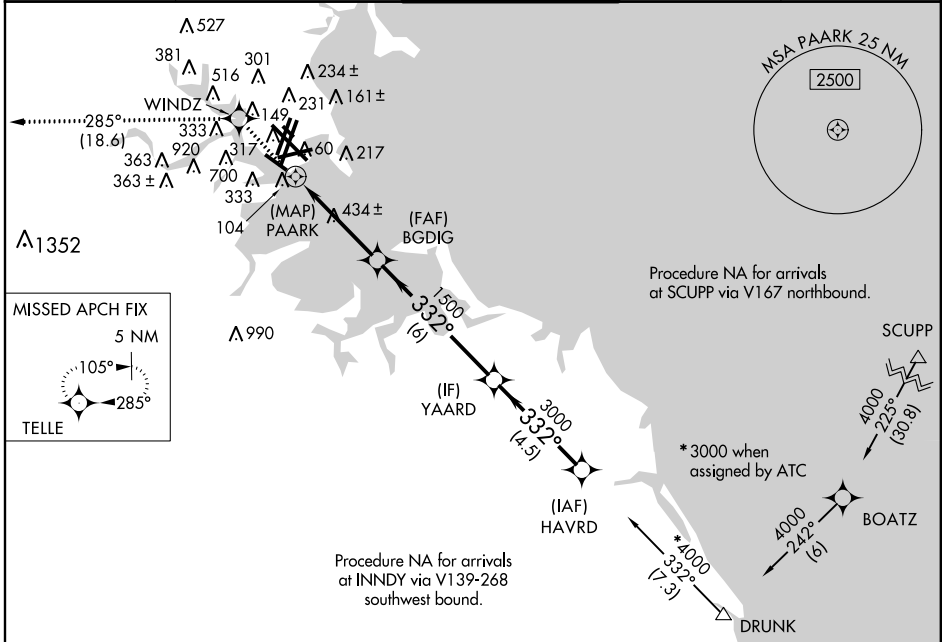 527
381
301
516
234 ±
WINDZ
149
231
161 ±
285°
(18.6)
333
317
60
217
363
920
363 ±
700
333
(MAP)
PAARK
434 ±
104
(FAF)
BGDIG
1352
MSA PAARK 25 NM
2500
Procedure NA for arrivals
at SCUPP via V167 northbound.
MISSED APCH FIX
5 NM
105°
285°
TELLE
990
1500
332°
(6)
(IF)
YAARD
SCUPP
4000
225°
(30.8)
3000
332°
(4.5)
*3000 when
assigned by ATC
(IAF)
HAVRD
BOATZ
4000
242°
(6)
Procedure NA for arrivals
at INNDY via V139-268
southwest bound.
*4000
332°
(7.3)
DRUNK